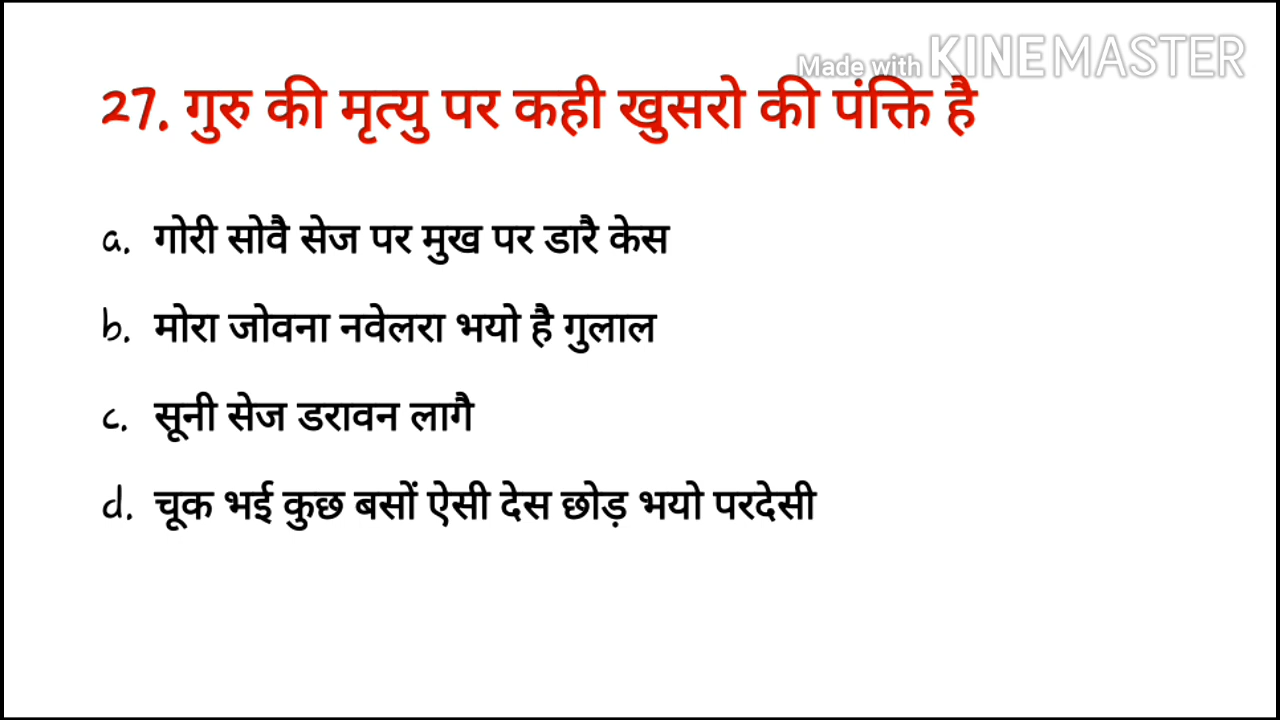 Made with KINEMASTER
27. गुरु की मृत्यु पर कही खुसरो की पंक्ति है
a. गोरी सोवै सेज पर मुख पर डारै केस
b. मोरा जोवना नवेलरा भयो है गुलाल
c. सूनी सेज डरावन लागै
d. चूक भई कुछ बसों ऐसी देस छोड़ भयो परदेसी